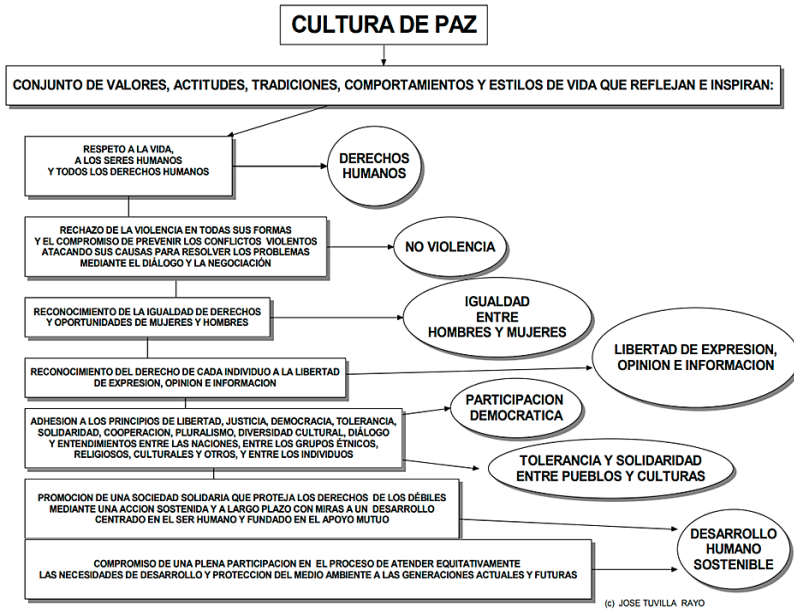 CULTURA DE PAZ
CONJUNTO DE VALORES, ACTITUDES, TRADICIONES, COMPORTAMIENTOS Y ESTILOS DE VIDA QUE REFLEJAN E INSPIRAN:
RESPETO A LA VIDA,
A LOS SERES HUMANOS
Y TODOS LOS DERECHOS HUMANOS
DERECHOS
HUMANOS
RECHAZO DE LA VIOLENCIA EN TODAS SUS FORMAS
Y EL COMPROMISO DE PREVENIR LOS CONFLICTOS VIOLENTOS
ATACANDO SUS CAUSAS PARA RESOLVER LOS PROBLEMAS
MEDIANTE EL DIÁLOGO Y LA NEGOCIACIÓN
NO VIOLENCIA
RECONOCIMIENTO DE LA IGUALDAD DE DERECHOS
Y OPORTUNIDADES DE MUJERES Y HOMBRES
IGUALDAD
ENTRE
HOMBRES Y MUJERES
RECONOCIMIENTO DEL DERECHO DE CADA INDIVIDUO A LA LIBERTAD
DE EXPRESION, OPINION E INFORMACION
LIBERTAD DE EXPRESION,
OPINION E INFORMACION
ADHESION A LOS PRINCIPIOS DE LIBERTAD, JUSTICIA, DEMOCRACIA, TOLERANCIA,
SOLIDARIDAD, COOPERACION, PLURALISMO, DIVERSIDAD CULTURAL, DIÁLOGO
Y ENTENDIMIENTOS ENTRE LAS NACIONES, ENTRE LOS GRUPOS ÉTNICOS,
RELIGIOSOS, CULTURALES Y OTROS, Y ENTRE LOS INDIVIDUOS
PARTICIPACION
DEMOCRATICA
TOLERANCIA Y SOLIDARIDAD
ENTRE PUEBLOS Y CULTURAS
PROMOCION DE UNA SOCIEDAD SOLIDARIA QUE PROTEJA LOS DERECHOS DE LOS DÉBILES
MEDIANTE UNA ACCION SOSTENIDA Y A LARGO PLAZO CON MIRAS A UN DESARROLLO
CENTRADO EN EL SER HUMANO Y FUNDADO EN EL APOYO MUTUO
DESARROLLO
HUMANO
SOSTENIBLE
COMPROMISO DE UNA PLENA PARTICIPACION EN EL PROCESO DE ATENDER EQUITATIVAMENTE
LAS NECESIDADES DE DESARROLLO Y PROTECCION DEL MEDIO AMBIENTE A LAS GENERACIONES ACTUALES Y FUTURAS
(c) JOSE TUVILLA RAYO